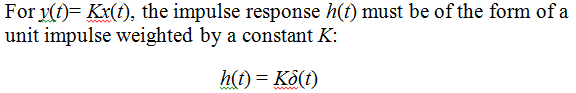 For y(t)= Kx(t), the impulse response h(t) must be of the form of a
unit impulse weighted by a constant K:
h(t) = Kδ(t)